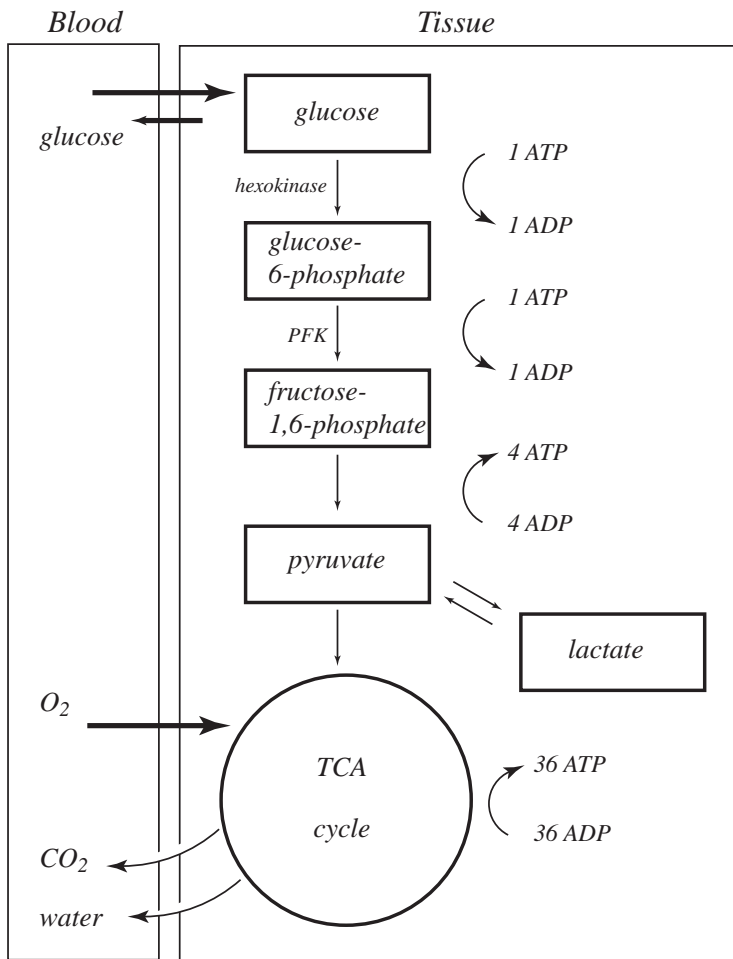 Blood
Tissue
glucose
glucose
hexokinase
1 ATP
1 ADP
glucose-
6-phosphate
PFK
1 ATP
1 ADP
fructose-
1,6-phosphate
4 ATP
4 ADP
pyruvate
lactate
O2
TCA
cycle
36 ATP
36 ADP
CO2
water